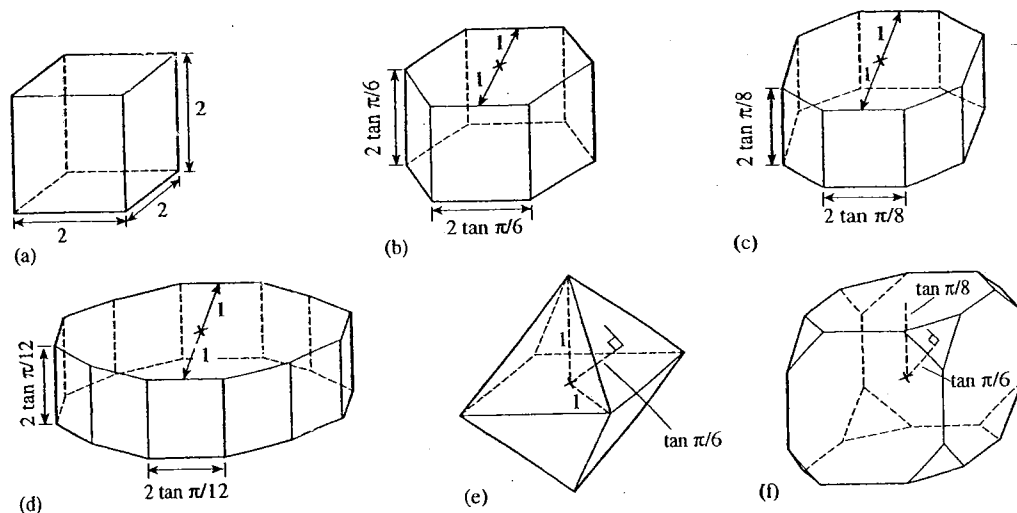 2
2
2
(a)
1
1
2 tan π/6
2 tan π/6
(b)
1
1
2 tan π/8
2 tan π/8
(c)
1
1
2 tan π/12
2 tan π/12
(d)
1
1
tan π/6
(e)
tan π/8
tan π/6
(f)